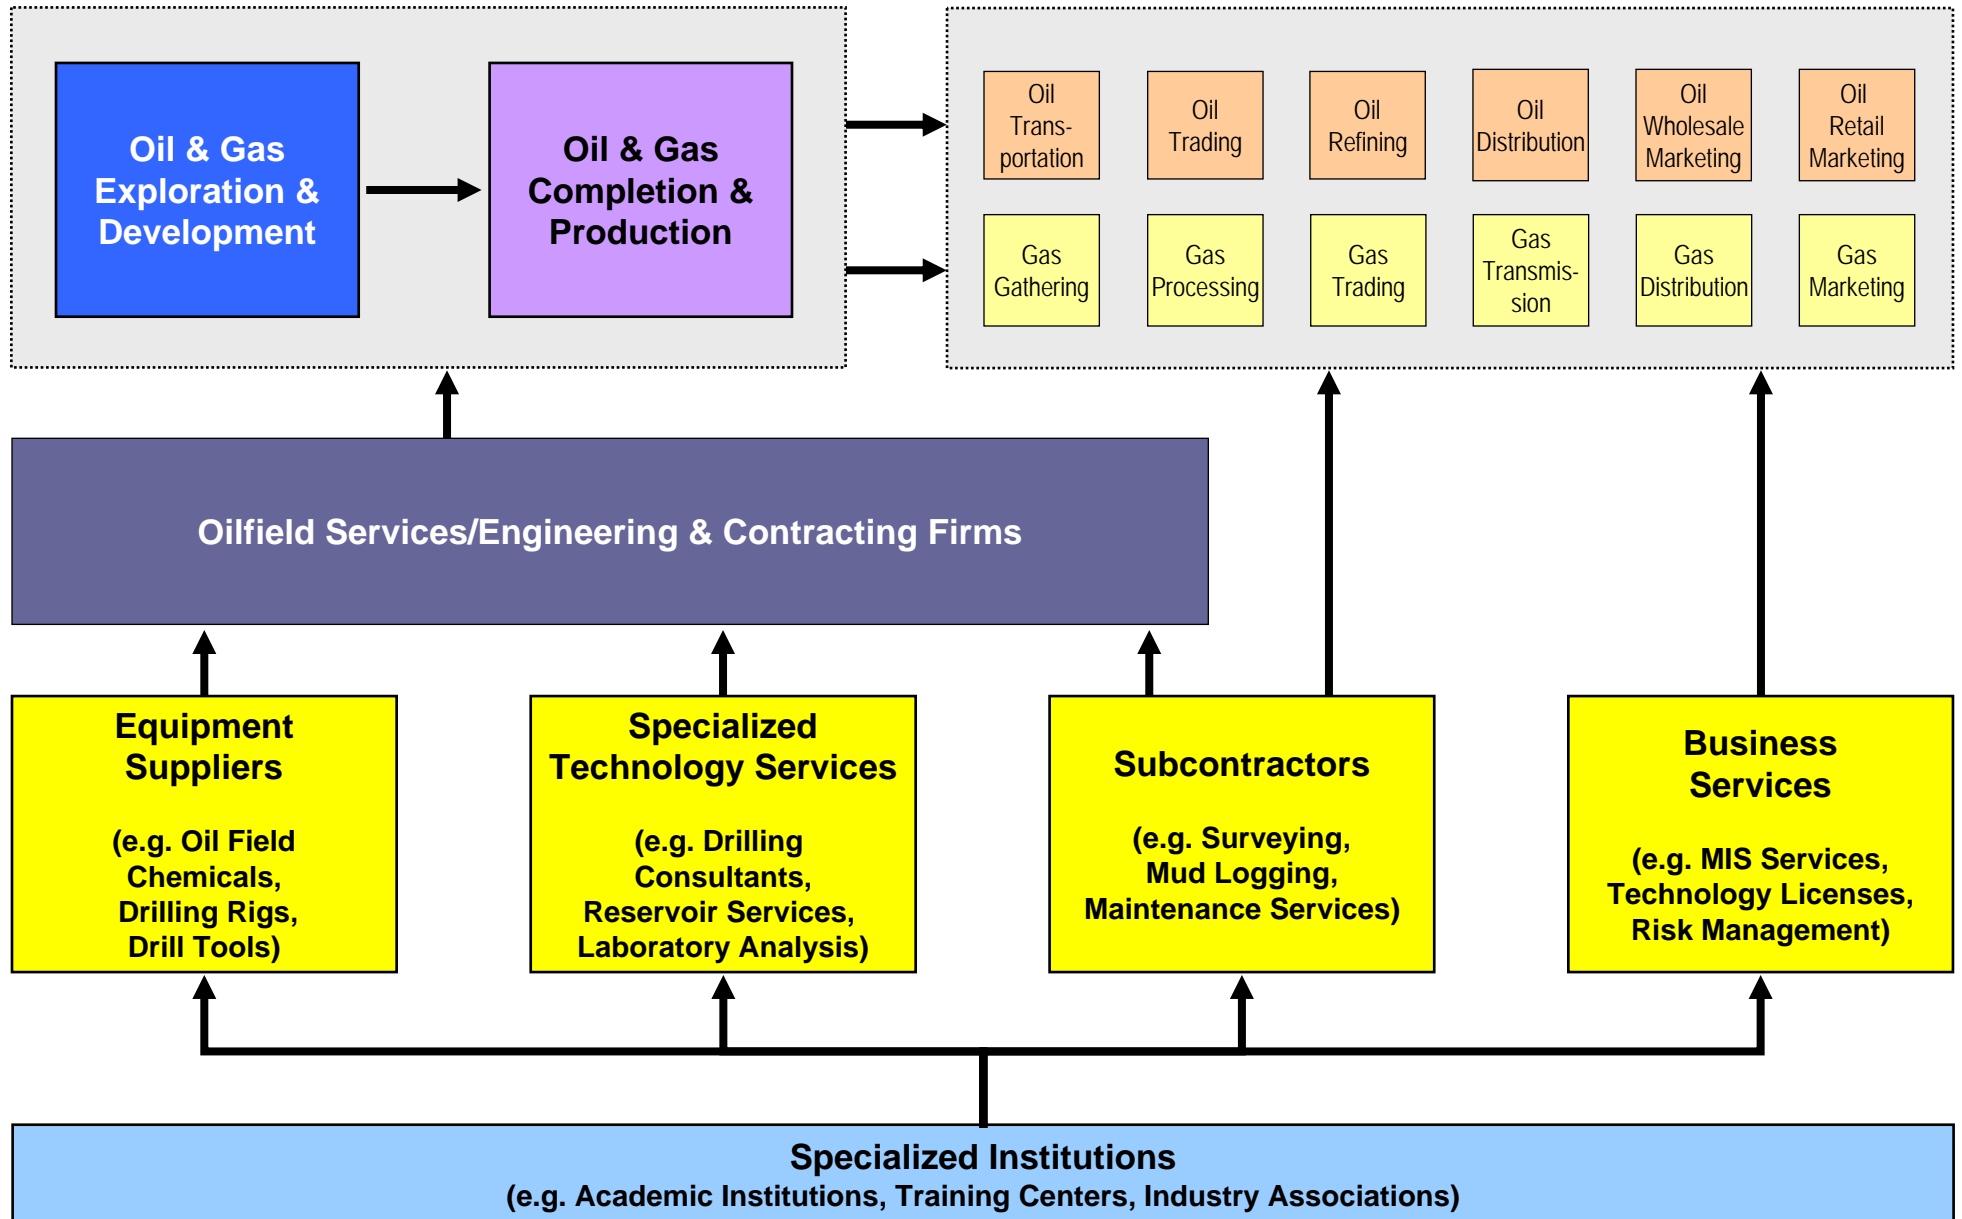 Oil & Gas
Exploration &
Development
Oil & Gas
Completion &
Production
Oil
Trans-
portation
Oil
Trading
Oil
Refining
Oil
Distribution
Oil
Wholesale
Marketing
Oil
Retail
Marketing
Gas
Gathering
Gas
Processing
Gas
Trading
Gas
Transmis-
sion
Gas
Distribution
Gas
Marketing
Oilfield Services/Engineering & Contracting Firms
Equipment
Suppliers
(e.g. Oil Field
Chemicals,
Drilling Rigs,
Drill Tools)
Specialized
Technology Services
(e.g. Drilling
Consultants,
Reservoir Services,
Laboratory Analysis)
Subcontractors
(e.g. Surveying,
Mud Logging,
Maintenance Services)
Business
Services
(e.g. MIS Services,
Technology Licenses,
Risk Management)
Specialized Institutions
(e.g. Academic Institutions, Training Centers, Industry Associations)